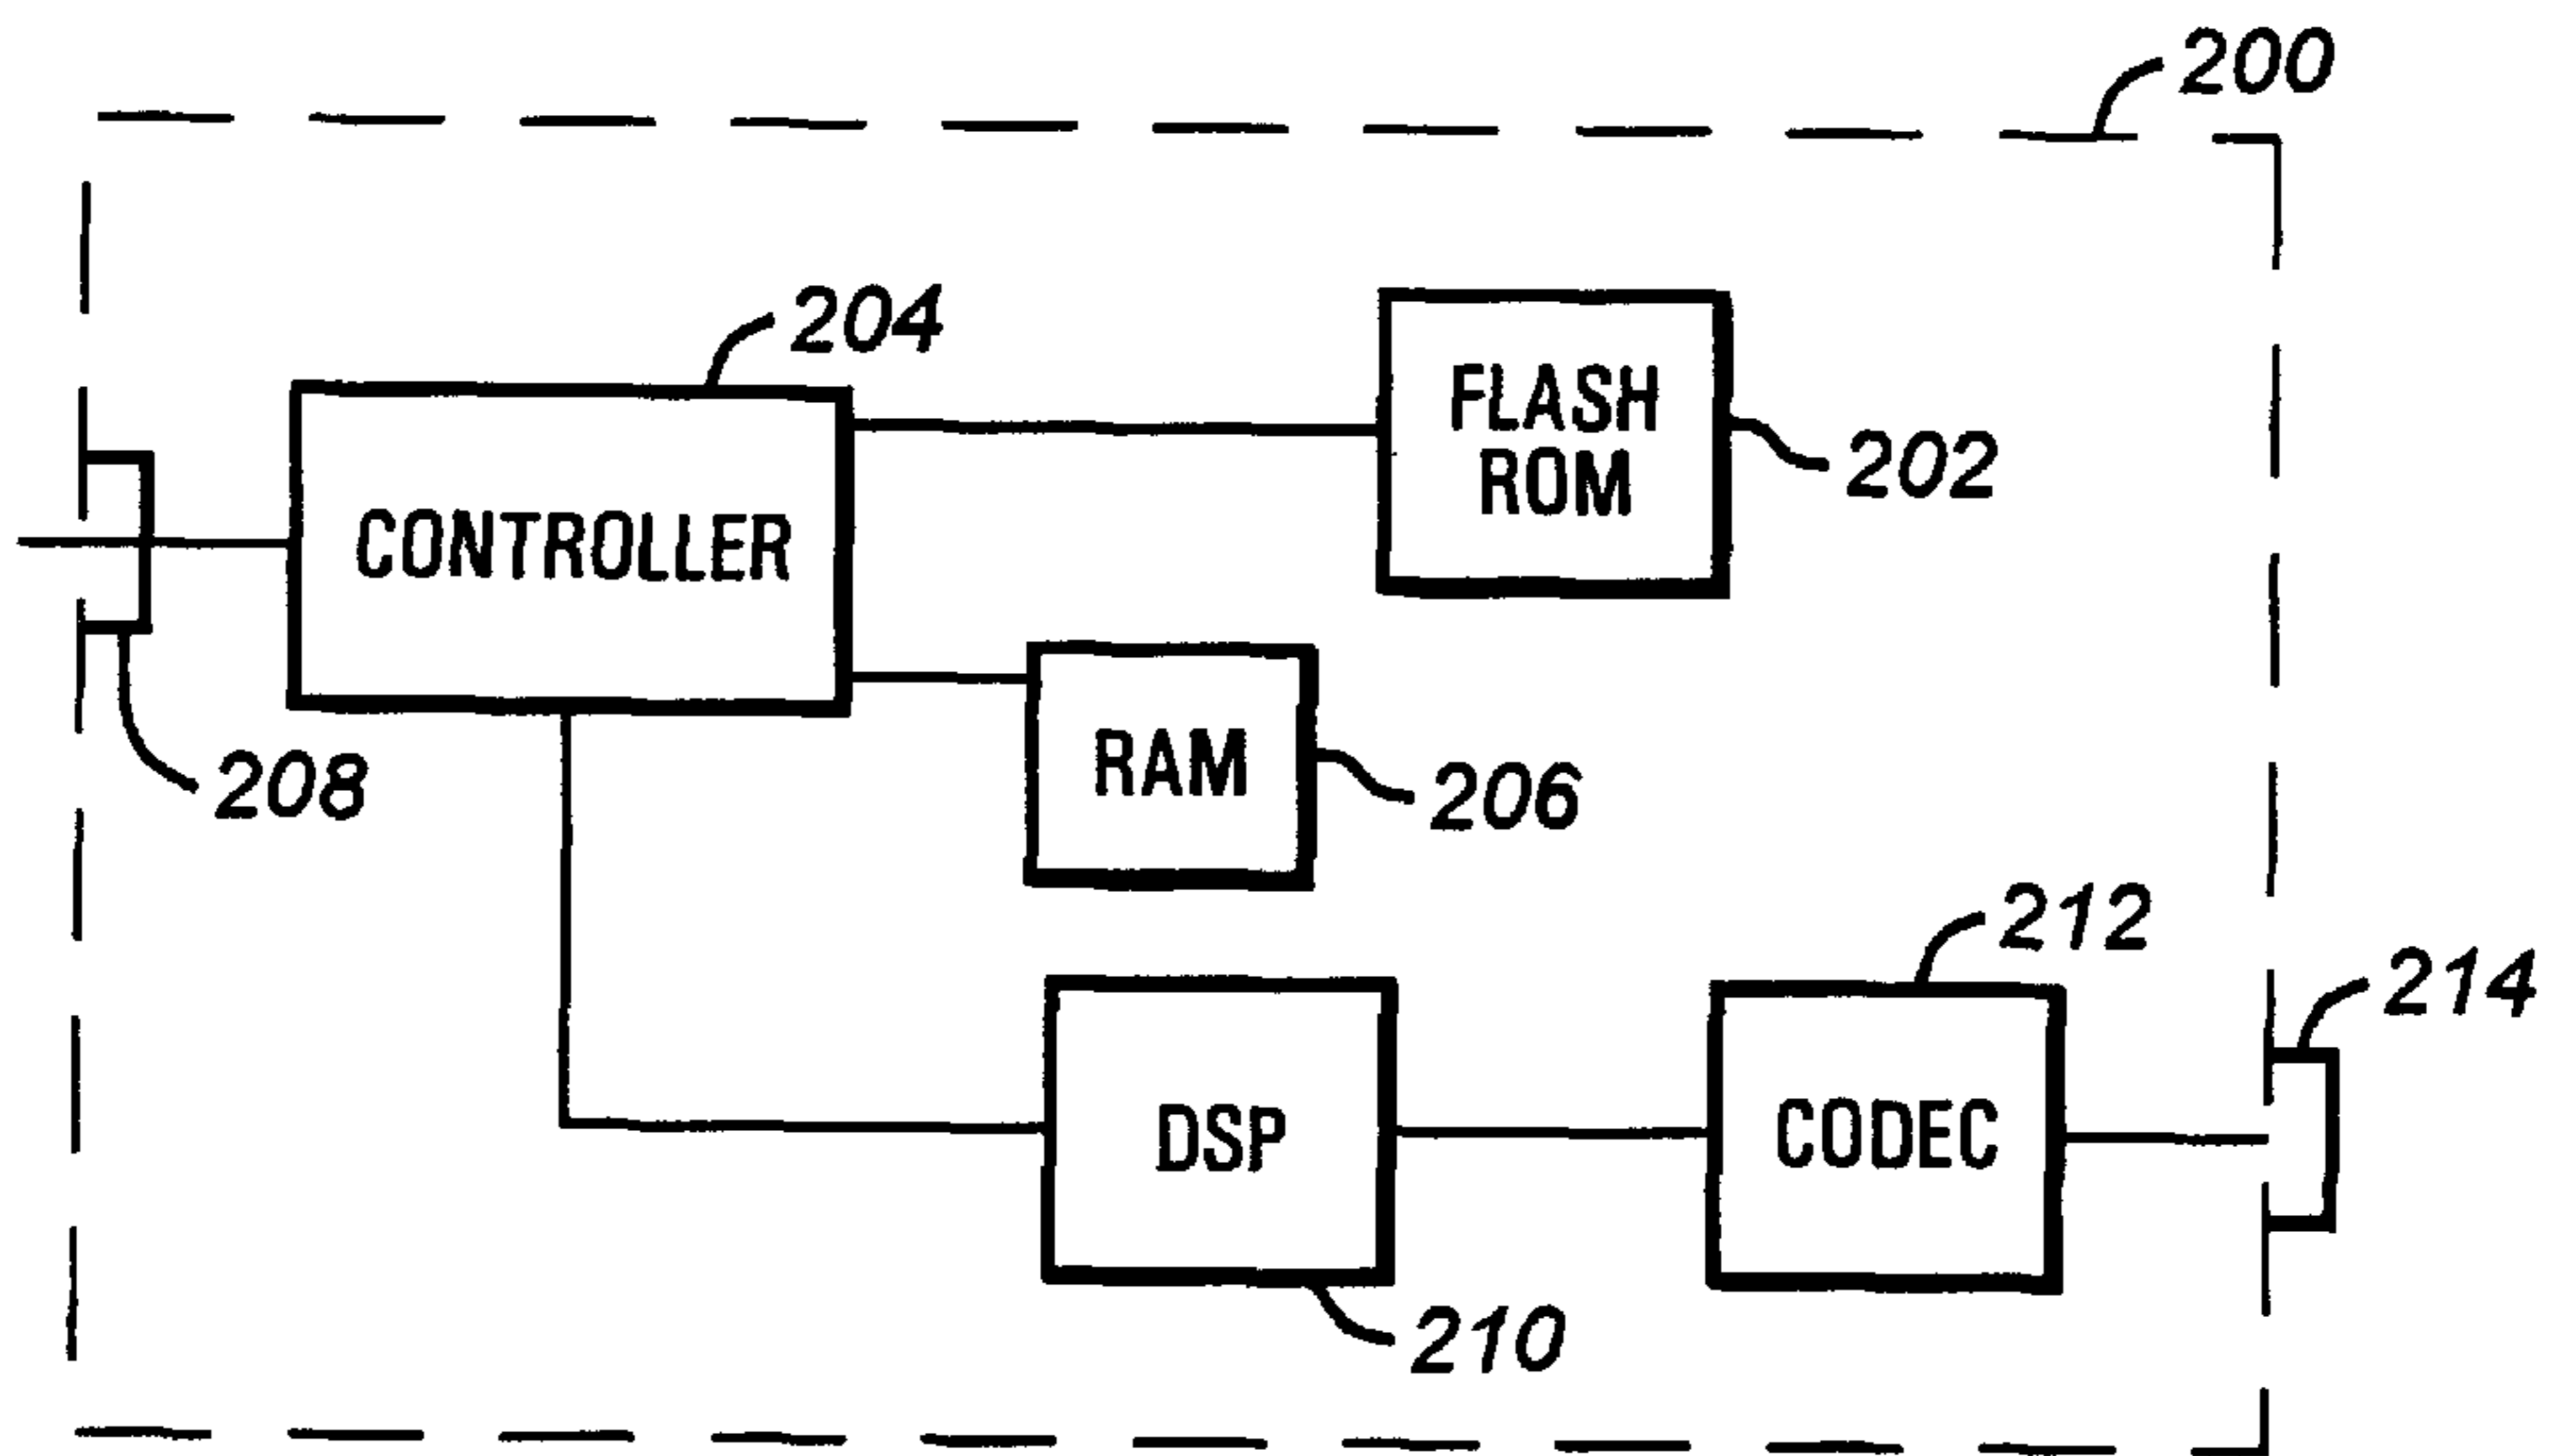 200
204
FLASH
ROM
202
CONTROLLER
208
RAM
206
212
214
DSP
CODEC
210